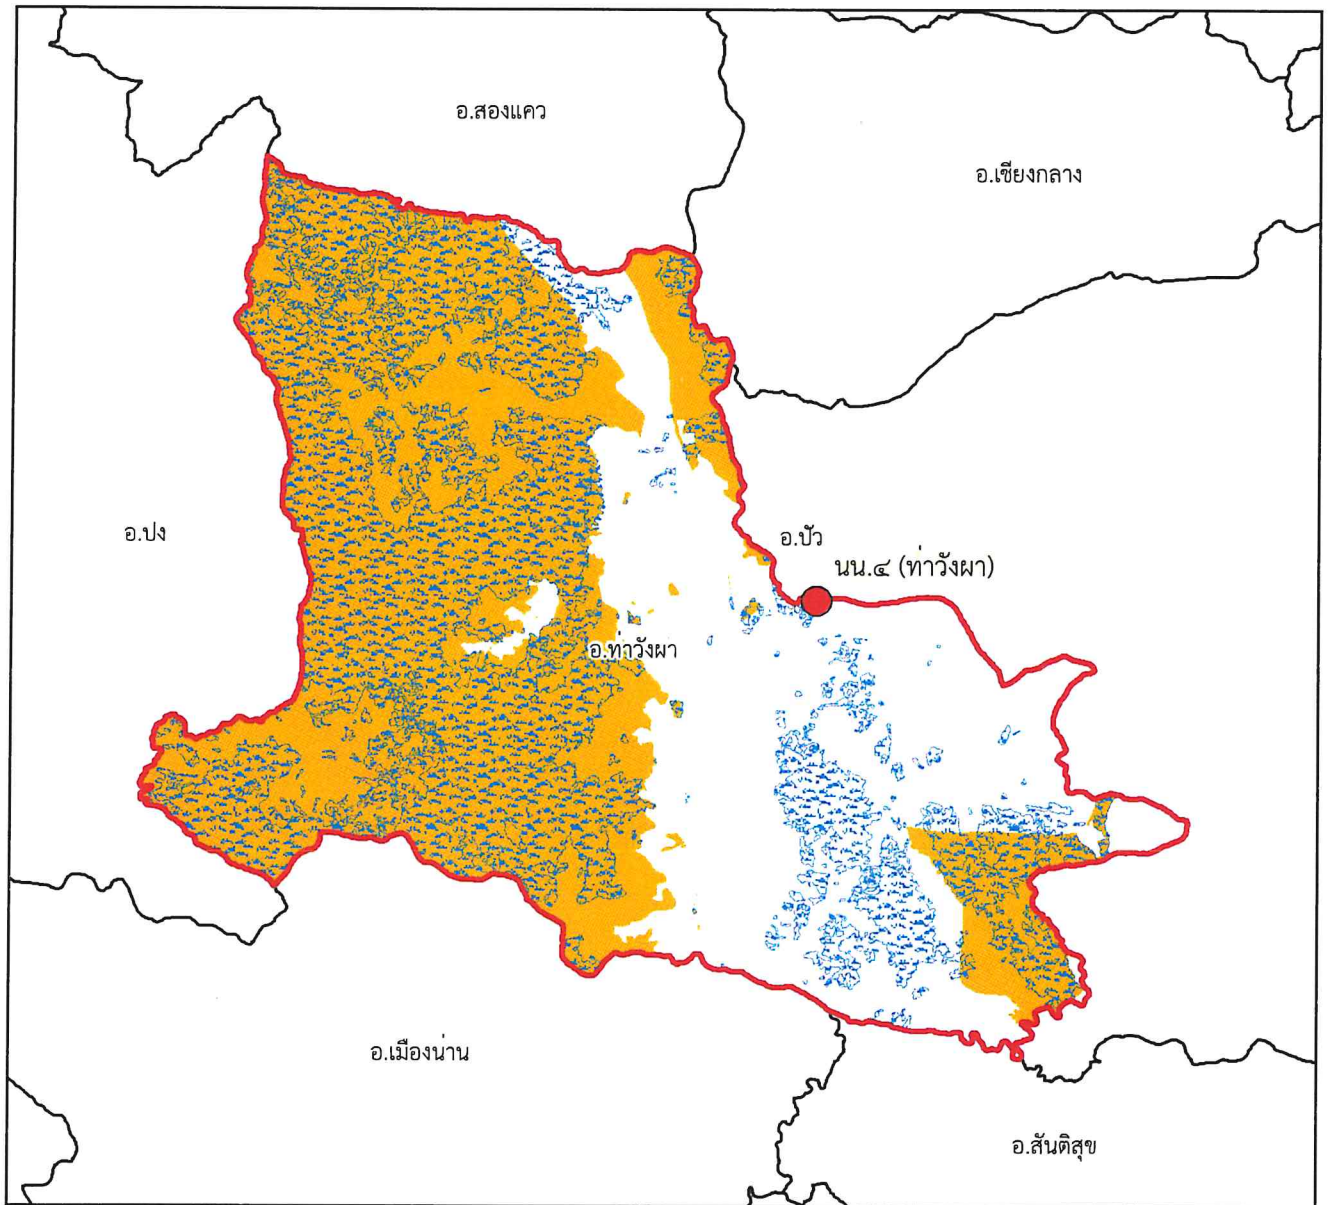 อ.สองแคว
อ.เชียงกลาง
อ.ปง
อ.ปัว
นน.๔ (ท่าวังผา)
อ.ท่าวังผา
อ.เมืองน่าน
อ.สันติสุข